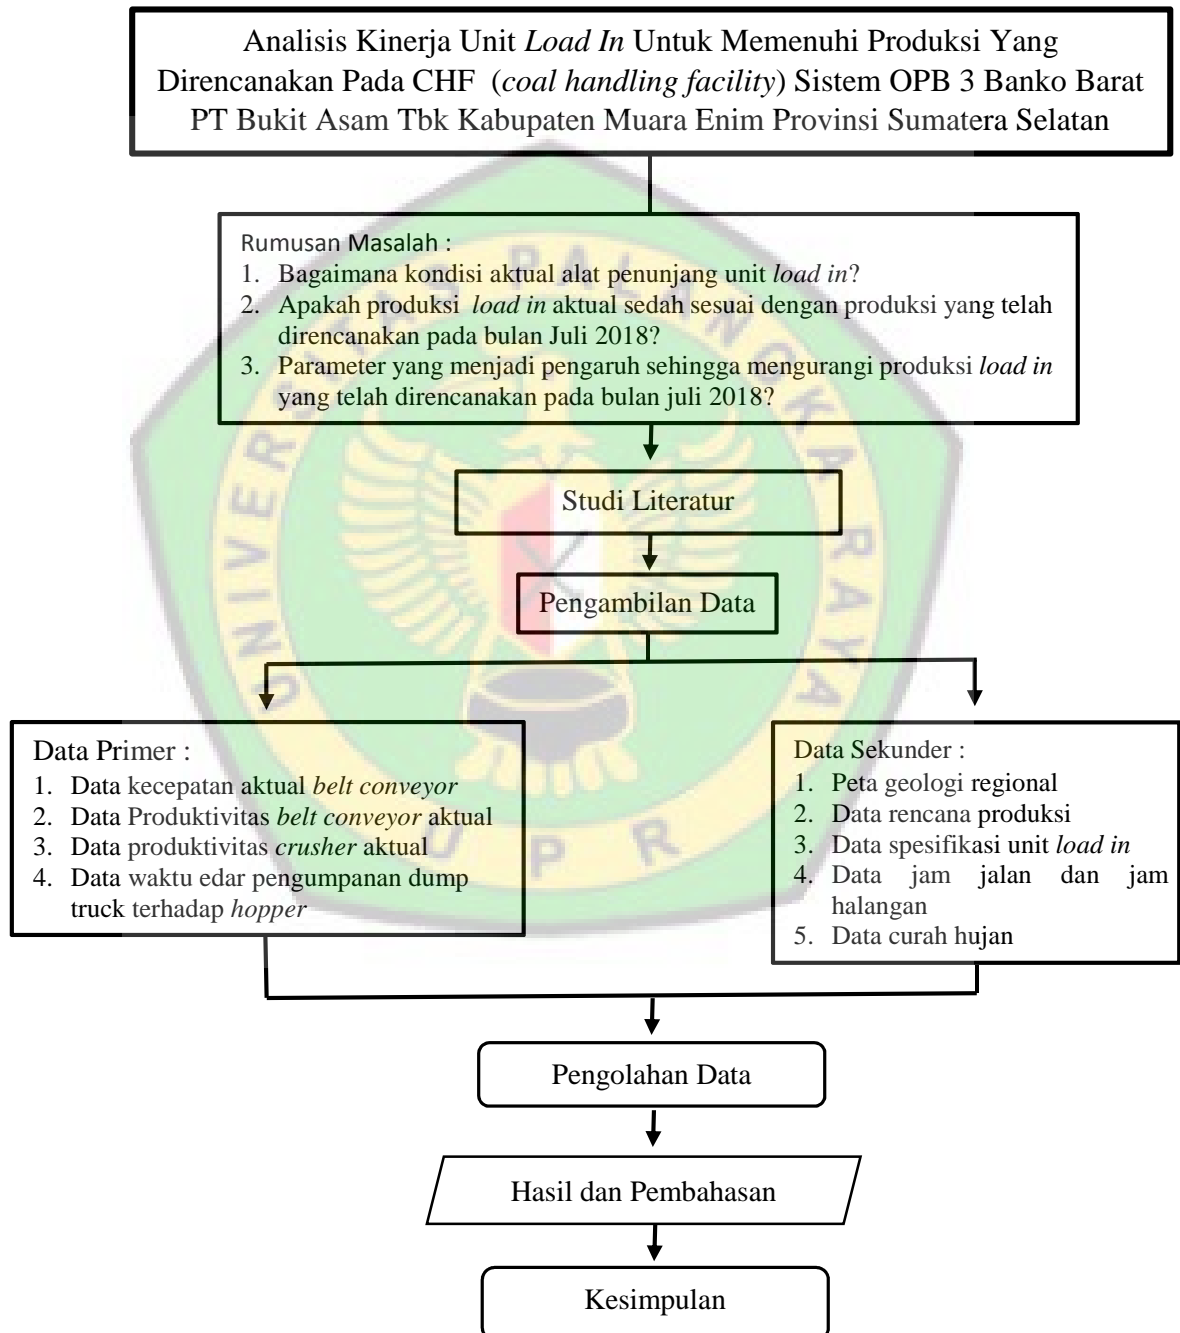 Analisis Kinerja Unit Load In Untuk Memenuhi Produksi Yang
Direncanakan Pada CHF (coal handling facility) Sistem OPB 3 Banko Barat
PT Bukit Asam Tbk Kabupaten Muara Enim Provinsi Sumatera Selatan
Rumusan Masalah :
1. Bagaimana kondisi aktual alat penunjang unit load in?
2. Apakah produksi load in aktual sedah sesuai dengan produksi yang telah
direncanakan pada bulan Juli 2018?
3. Parameter yang menjadi pengaruh sehingga mengurangi produksi load in
yang telah direncanakan pada bulan juli 2018?
Studi Literatur
Pengambilan Data
Data Primer :
1. Data kecepatan aktual belt conveyor
2. Data Produktivitas belt conveyor aktual
3. Data produktivitas crusher aktual
4. Data waktu edar pengumpanan dump
truck terhadap hopper
Data Sekunder :
1. Peta geologi regional
2. Data rencana produksi
3. Data spesifikasi unit load in
4. Data jam jalan dan jam
halangan
5. Data curah hujan
Pengolahan Data
Hasil dan Pembahasan
Kesimpulan
UNIVERSITAS PALANGKA RAYA
UPR